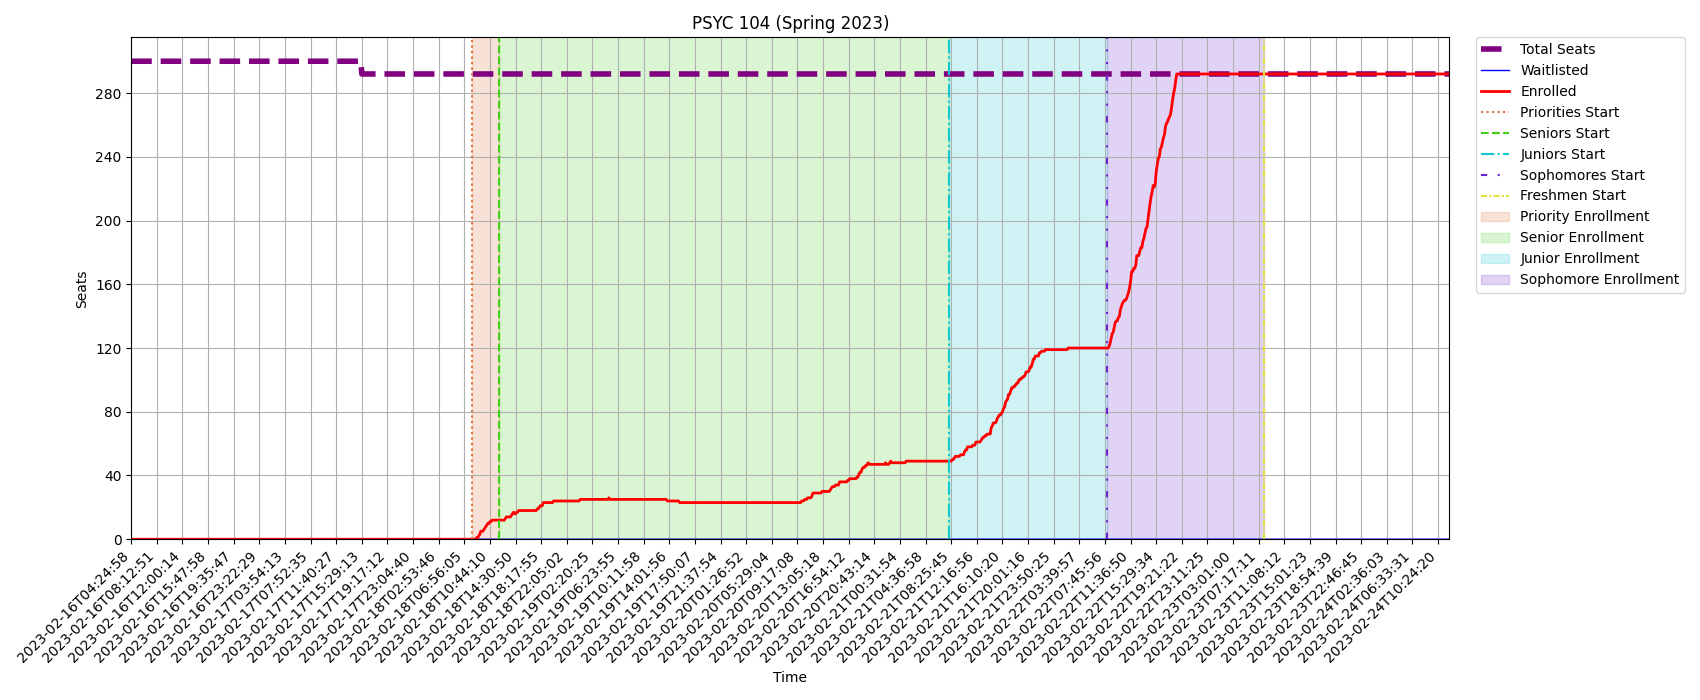 PSYC 104 (Spring 2023)
Seats
280
240
200
160
120
80
40
0
2023-02-16T04:24:58
2023-02-16T08:12:51
2023-02-16T12:00:14
2023-02-16T15:47:58
2023-02-16T19:35:47
2023-02-16T23:22:29
2023-02-17T03:54:13
2023-02-17T07:52:35
2023-02-17T11:40:27
2023-02-17T15:29:13
2023-02-17T19:17:12
2023-02-17T23:04:40
2023-02-18T02:53:46
2023-02-18T06:56:05
2023-02-18T10:44:10
2023-02-18T14:30:50
2023-02-18T18:17:55
2023-02-18T22:05:02
2023-02-19T02:20:25
2023-02-19T06:23:55
2023-02-19T10:11:58
2023-02-19T14:01:56
2023-02-19T17:50:07
2023-02-19T21:37:54
2023-02-20T01:26:52
2023-02-20T05:29:04
2023-02-20T09:17:08
2023-02-20T13:05:18
2023-02-20T16:54:12
2023-02-20T20:43:14
2023-02-21T00:31:54
2023-02-21T04:36:58
2023-02-21T08:25:45
2023-02-21T12:16:50
2023-02-21T16:10:20
2023-02-21T20:01:16
2023-02-21T23:50:25
2023-02-22T03:39:57
2023-02-22T07:45:56
2023-02-22T11:36:50
2023-02-22T15:29:34
2023-02-22T19:21:22
2023-02-22T23:11:25
2023-02-23T03:01:00
2023-02-23T07:17:11
2023-02-23T11:08:12
2023-02-23T15:01:23
2023-02-23T18:54:39
2023-02-23T22:46:45
2023-02-24T02:36:03
2023-02-24T06:33:31
2023-02-24T10:24:20
Time
Total Seats
Waitlisted
Enrolled
Priorities Start
Seniors Start
Juniors Start
Sophomores Start
Freshmen Start
Priority Enrollment
Senior Enrollment
Junior Enrollment
Sophomore Enrollment